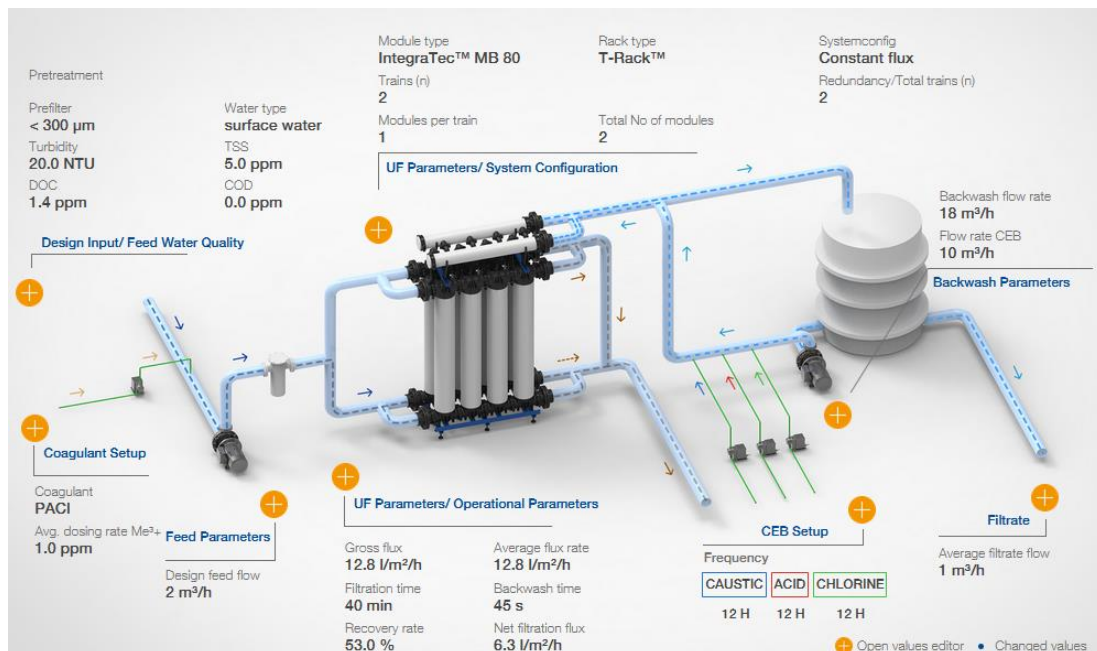 Pretreatment
Prefilter
< 300 µm
Turbidity
20.0 NTU
DOC
1.4 ppm
Water type
surface water
TSS
5.0 ppm
COD
0.0 ppm
Design Input/ Feed Water Quality
Module type
IntegraTec™ MB 80
Trains (n)
2
Modules per train
1
Rack type
T-Rack™
Total No of modules
2
UF Parameters/ System Configuration
Systemconfig
Constant flux
Redundancy/Total trains (n)
2
Backwash flow rate
18 m³/h
Flow rate CEB
10 m³/h
Backwash Parameters
Coagulant Setup
Coagulant
PACl
Avg. dosing rate Me³+
1.0 ppm
Feed Parameters
Design feed flow
2 m³/h
UF Parameters/ Operational Parameters
Gross flux
12.8 l/m²/h
Filtration time
40 min
Recovery rate
53.0 %
Average flux rate
12.8 l/m²/h
Backwash time
45 s
Net filtration flux
6.3 l/m²/h
CEB Setup
Frequency
CAUSTIC ACID CHLORINE
12 H 12 H 12 H
Filtrate
Average filtrate flow
1 m³/h
Open values editor • Changed values